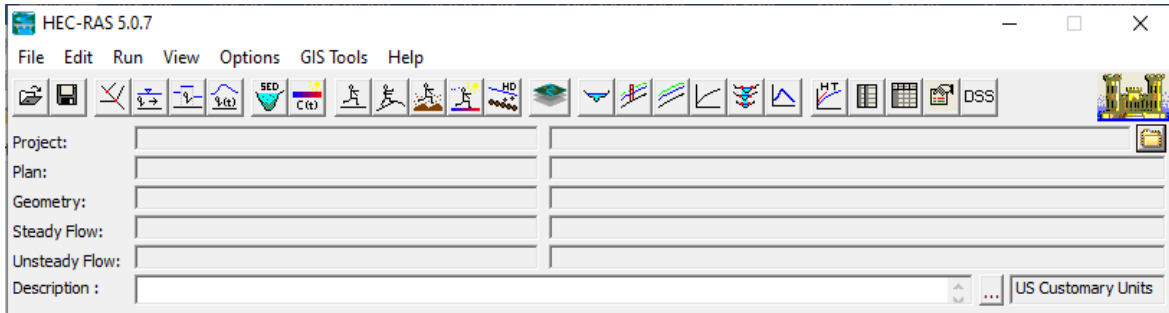 HEC-RAS 5.0.7
File Edit Run View Options GIS Tools Help
SED C(t) HD HT DSS
Project:
Plan:
Geometry:
Steady Flow:
Unsteady Flow:
Description : ... US Customary Units